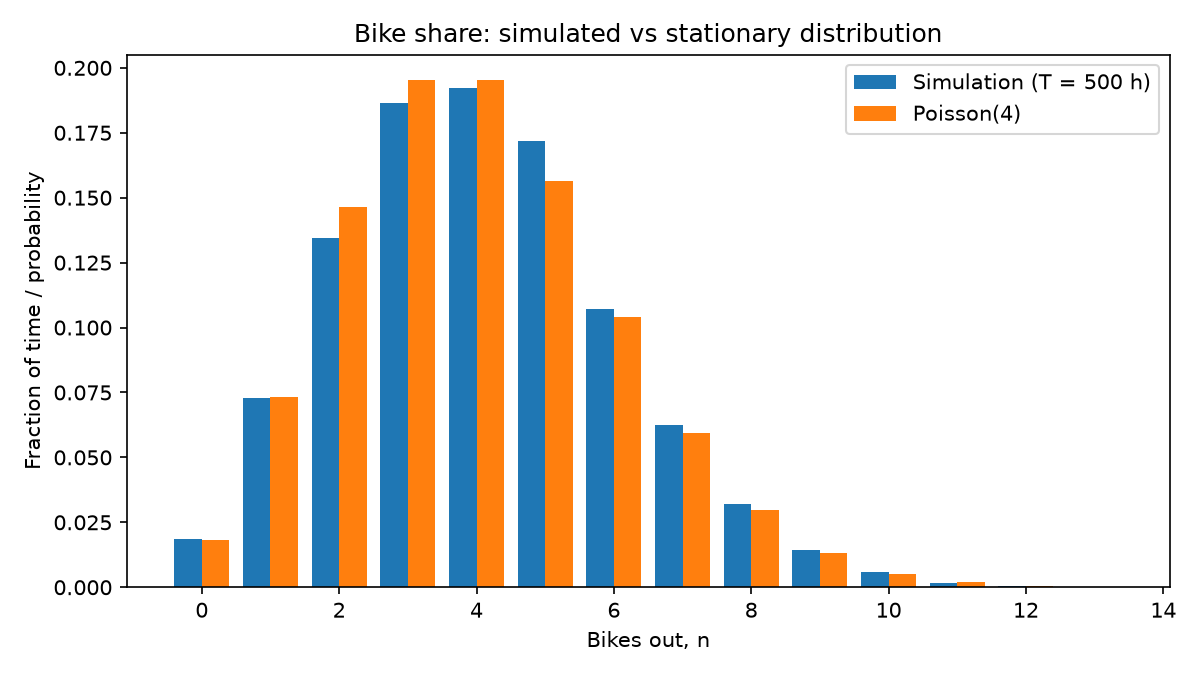 Bike share: simulated vs stationary distribution
Simulation (T = 500 h)
Poisson(4)
Fraction of time / probability
0.200
0.175
0.150
0.125
0.100
0.075
0.050
0.025
0.000
0 2 4 6 8 10 12 14
Bikes out, n